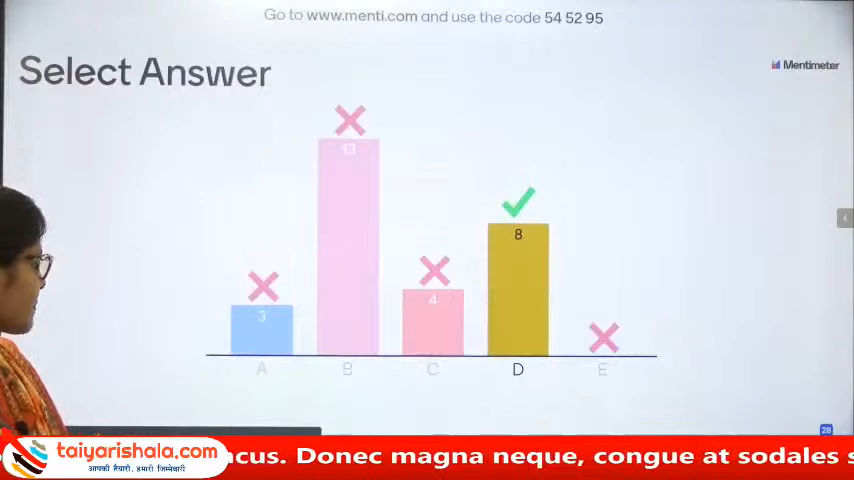 Go to www.menti.com and use the code 54 52 95
Select Answer
Mentimeter
13
8
4
3
A B C D E
28
taiyarishala.com
आपकी तैयारी, हमारी जिम्मेदारी
acus. Donec magna neque, congue at sodales s